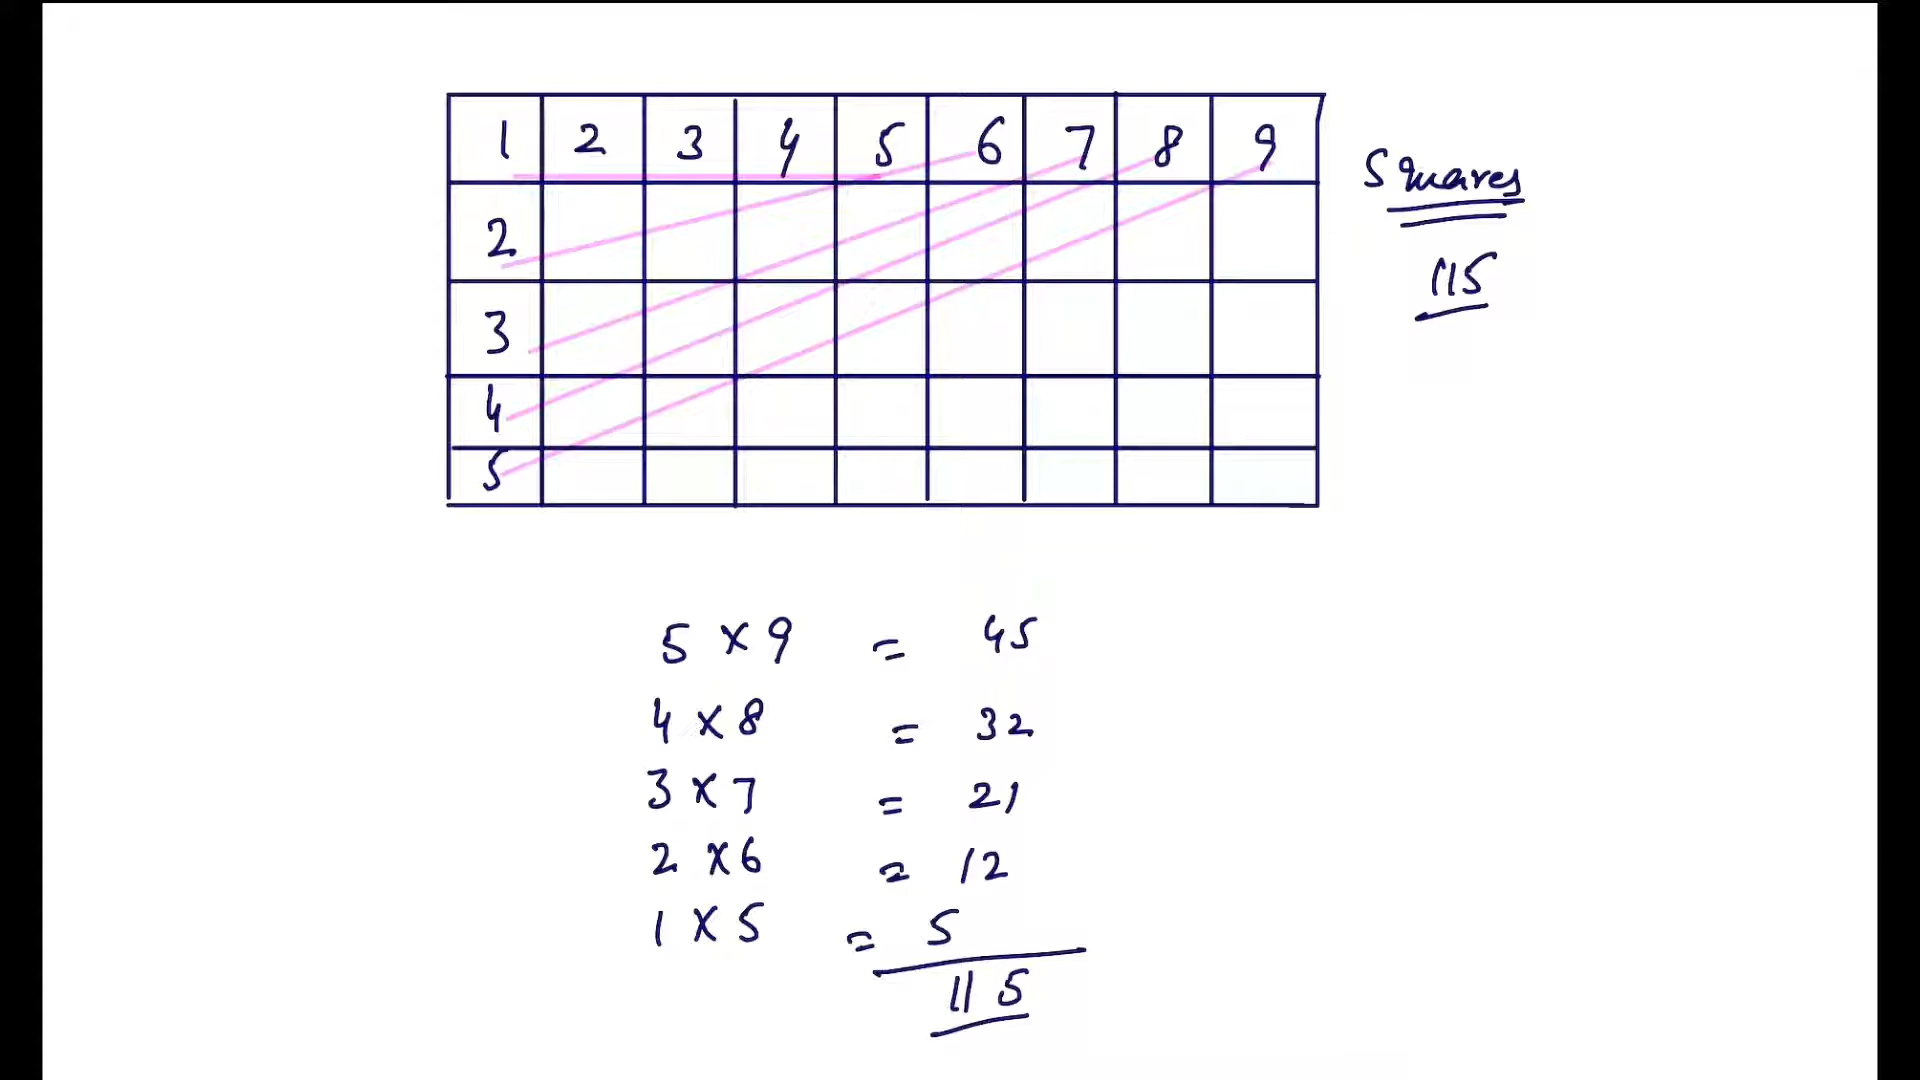 1 2 3 4 5 6 7 8 9
2
3
4
5
Squares
115
5 × 9 = 45
4 × 8 = 32
3 × 7 = 21
2 × 6 = 12
1 × 5 = 5
115